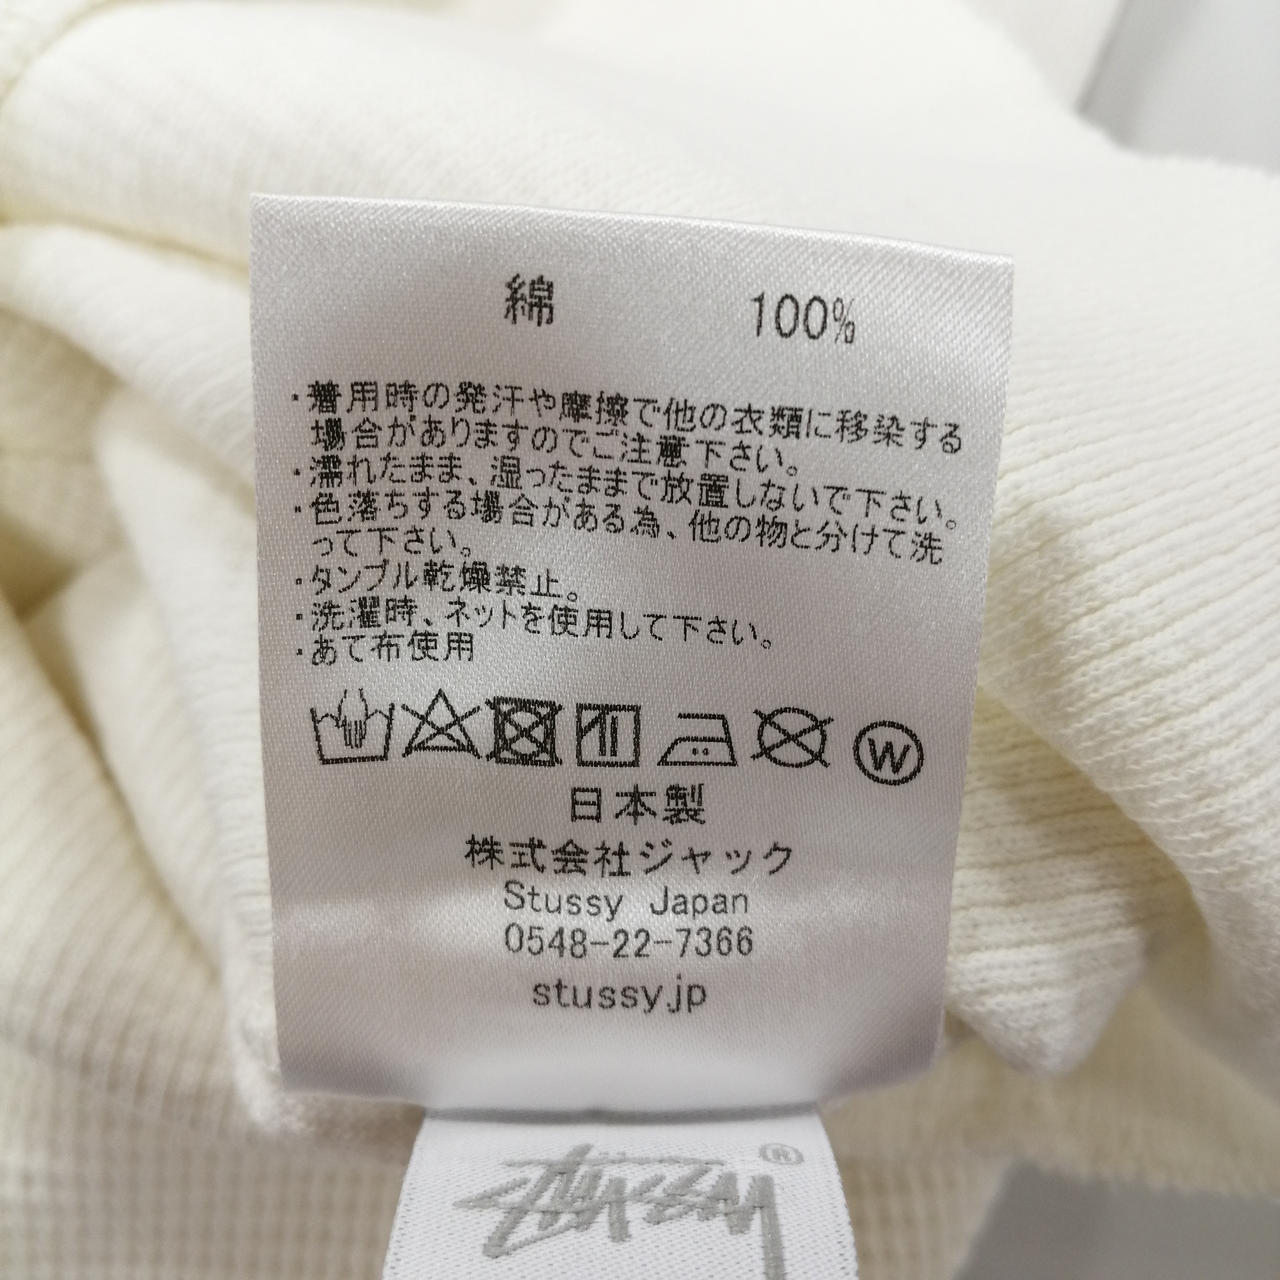 綿 100%
・着用時の発汗や摩擦で他の衣類に移染する
場合がありますのでご注意下さい。
・濡れたまま、湿ったままで放置しないで下さい。
・色落ちする場合がある為、他の物と分けて洗
って下さい。
・タンブル乾燥禁止。
・洗濯時、ネットを使用して下さい。
・あて布使用
W
日本製
株式会社ジャック
Stussy Japan
0548-22-7366
stussy.jp
STUSSY ®